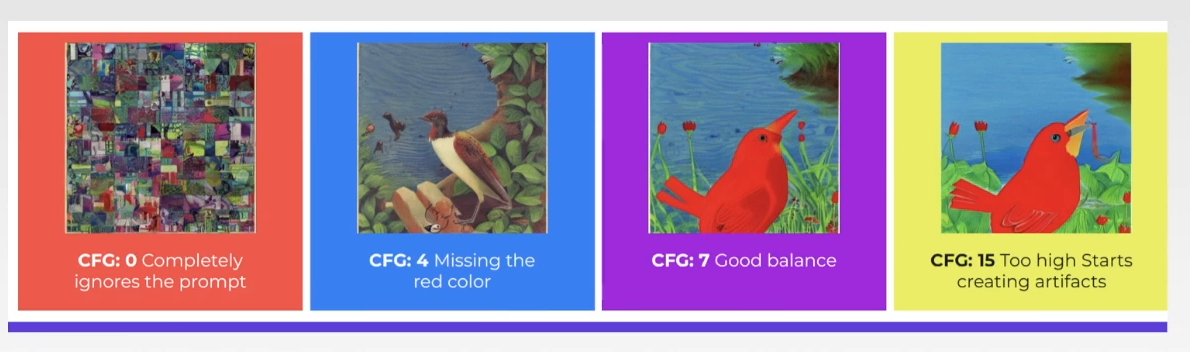 CFG: 0 Completely
ignores the prompt
CFG: 4 Missing the
red color
CFG: 7 Good balance
CFG: 15 Too high Starts
creating artifacts